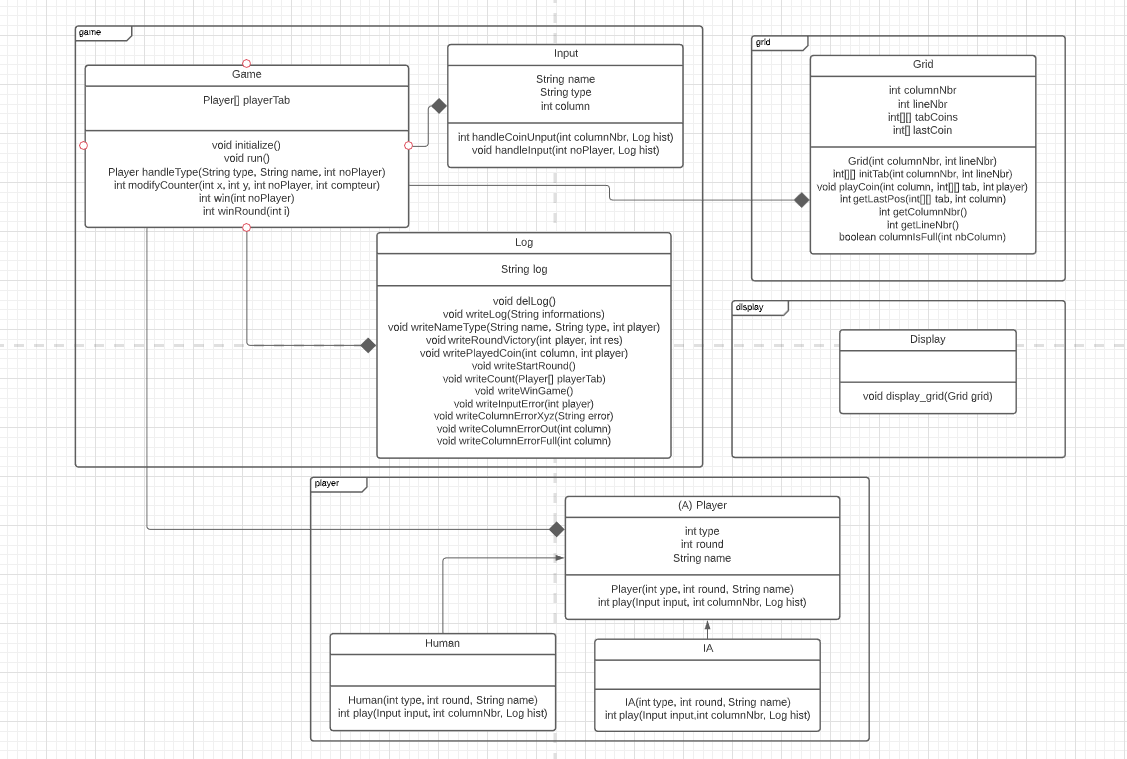 game
Game
Player[] playerTab
void initialize()
void run()
Player handleType(String type, String name, int noPlayer)
int modifyCounter(int x, int y, int noPlayer, int compteur)
int win(int noPlayer)
int winRound(int i)
Input
String name
String type
int column
int handleCoinUnput(int columnNbr, Log hist)
void handleInput(int noPlayer, Log hist)
Log
String log
void delLog()
void writeLog(String informations)
void writeNameType(String name, String type, int player)
void writeRoundVictory(int player, int res)
void writePlayedCoin(int column, int player)
void writeStartRound()
void writeCount(Player[] playerTab)
void writeWinGame()
void writeInputError(int player)
void writeColumnErrorXyz(String error)
void writeColumnErrorOut(int column)
void writeColumnErrorFull(int column)
grid
Grid
int columnNbr
int lineNbr
int[][] tabCoins
int[] lastCoin
Grid(int columnNbr, int lineNbr)
int[][] initTab(int columnNbr, int lineNbr)
void playCoin(int column, int[][] tab, int player)
int getLastPos(int[][] tab, int column)
int getColumnNbr()
int getLineNbr()
boolean columnIsFull(int nbColumn)
display
Display
void display_grid(Grid grid)
player
(A) Player
int type
int round
String name
Player(int ype, int round, String name)
int play(Input input, int columnNbr, Log hist)
Human
Human(int type, int round, String name)
int play(Input input, int columnNbr, Log hist)
IA
IA(int type, int round, String name)
int play(Input input,int columnNbr, Log hist)